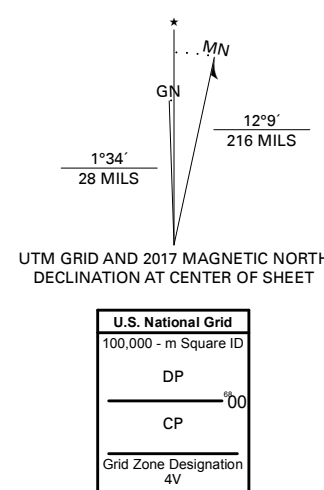 ★
MN
GN
12°9´
216 MILS
1°34´
28 MILS
UTM GRID AND 2017 MAGNETIC NORTH
DECLINATION AT CENTER OF SHEET
U.S. National Grid
100,000 - m Square ID
DP
6800
CP
Grid Zone Designation
4V